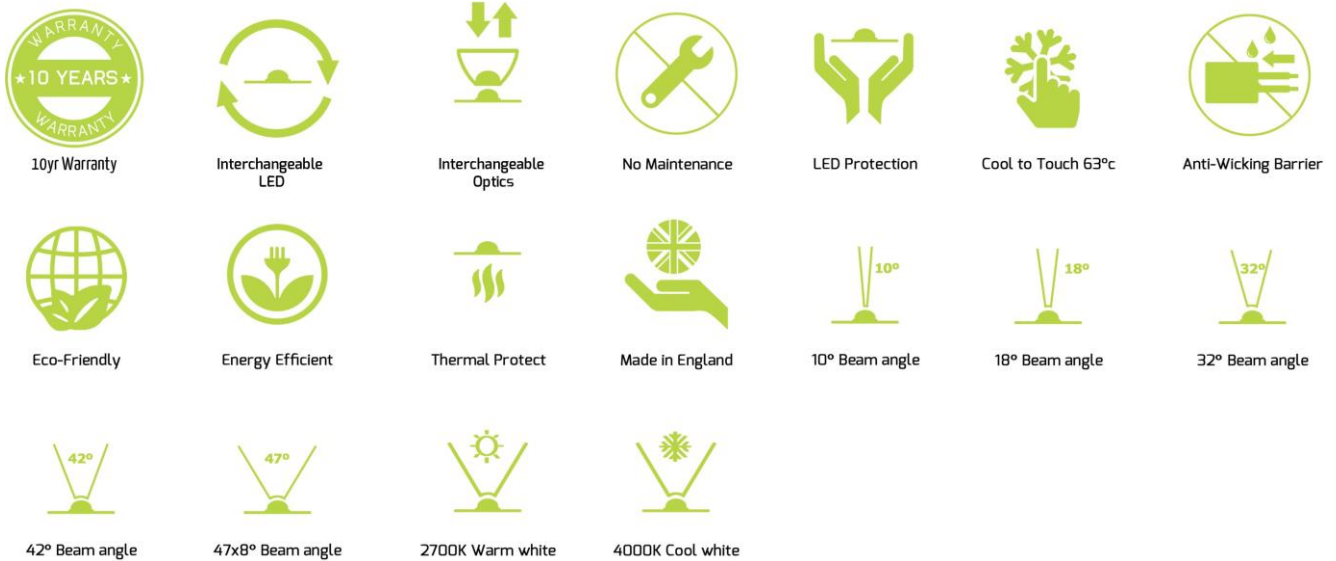 WARRANTY
10 YEARS
WARRANTY
10yr Warranty
Interchangeable
LED
Interchangeable
Optics
No Maintenance
LED Protection
Cool to Touch 63ºc
Anti-Wicking Barrier
Eco-Friendly
Energy Efficient
Thermal Protect
Made in England
10º
10º Beam angle
18º
18º Beam angle
32º
32º Beam angle
42º
42º Beam angle
47º
47x8º Beam angle
2700K Warm white
4000K Cool white